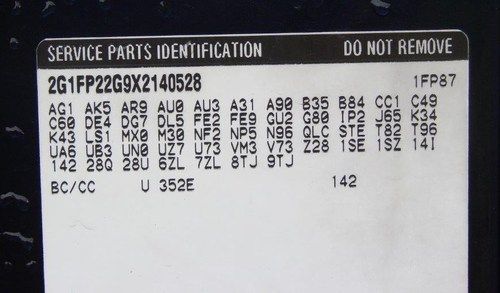 SERVICE PARTS IDENTIFICATION DO NOT REMOVE
2G1FP22G9X2140528 1FP87
AG1 AK5 AR9 AU0 AU3 A31 A90 B35 B84 CC1 C49
C60 DE4 DG7 DL5 FE2 FE9 GU2 G80 IP2 J65 K34
K43 LS1 MX0 M30 NF2 NP5 N96 QLC STE T82 T96
UA6 UB3 UN0 UZ7 U73 VM3 V73 Z28 1SE 1SZ 14I
142 28Q 28U 6ZL 7ZL 8TJ 9TJ
BC/CC U 352E 142